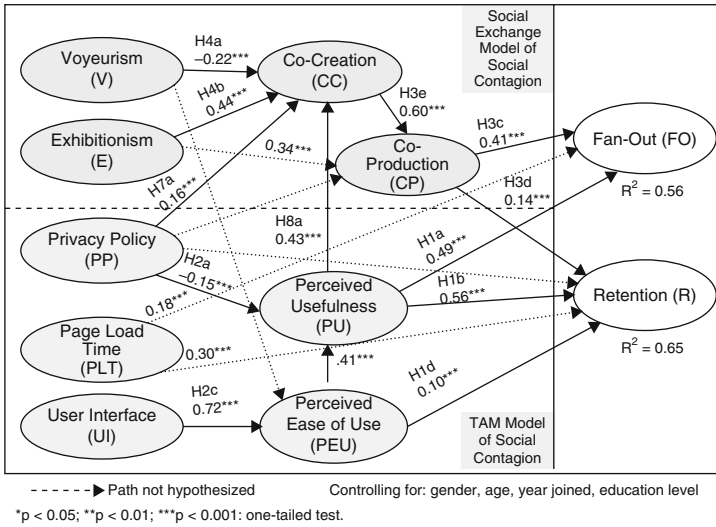 Social Exchange
Model of
Social
Contagion
Voyeurism
(V)
H4a
–0.22***
Co-Creation
(CC)
H4b
0.44***
H3e
0.60***
H3c
0.41***
Exhibitionism
(E)
0.34***
Co-
Production
(CP)
Fan-Out (FO)
H7a
0.16***
H3d
0.14***
R² = 0.56
Privacy Policy
(PP)
H8a
0.43***
H1a
0.49***
H2a
–0.15***
H1b
0.56***
Perceived
Usefulness
(PU)
Retention (R)
0.18***
Page Load
Time
(PLT)
0.30***
.41***
R² = 0.65
H1d
0.10***
User Interface
(UI)
H2c
0.72***
Perceived
Ease of Use
(PEU)
TAM Model
of Social
Contagion
Path not hypothesized
Controlling for: gender, age, year joined, education level
*p < 0.05; **p < 0.01; ***p < 0.001: one-tailed test.